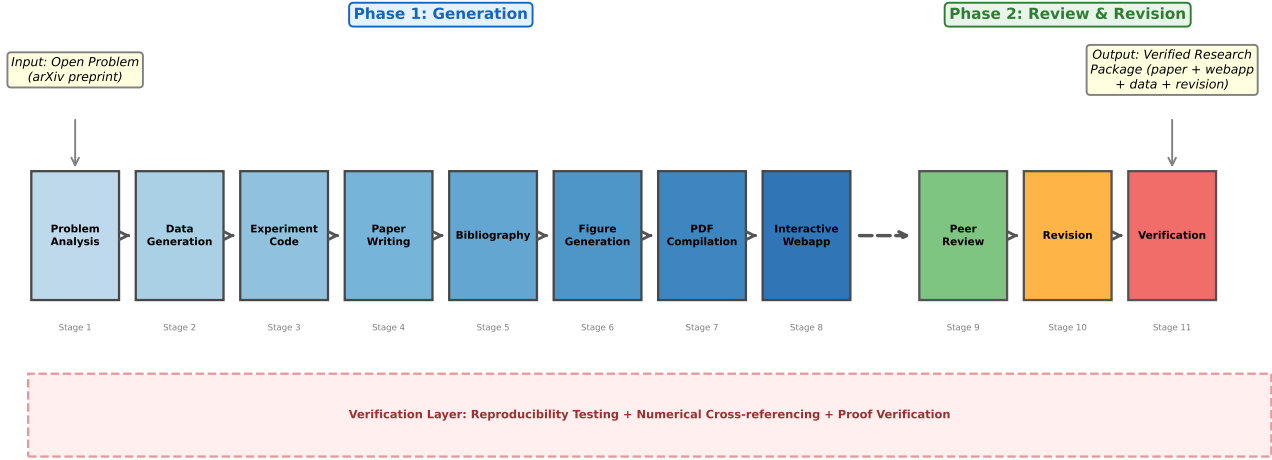 Phase 1: Generation
Phase 2: Review & Revision
Input: Open Problem
(arXiv preprint)
Output: Verified Research
Package (paper + webapp
+ data + revision)
Problem
Analysis
Data
Generation
Experiment
Code
Paper
Writing
Bibliography
Figure
Generation
PDF
Compilation
Interactive
Webapp
Peer
Review
Revision
Verification
Stage 1
Stage 2
Stage 3
Stage 4
Stage 5
Stage 6
Stage 7
Stage 8
Stage 9
Stage 10
Stage 11
Verification Layer: Reproducibility Testing + Numerical Cross-referencing + Proof Verification